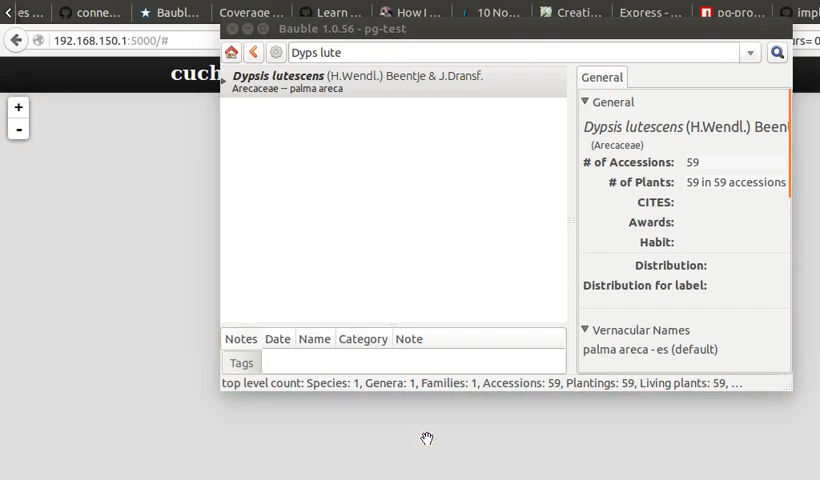 es ...
conne...
Baubl...
Coverage ...
Learn ...
How I ...
10 No...
Creati...
Express - ...
pg-pro...
impl
192.168.150.1:5000/#
Bauble 1.0.56 - pg-test
urs= 0
cuch
Dyps lute
+
-
Dypsis lutescens (H.Wendl.) Beentje & J.Dransf.
Arecaceae -- palma areca
General
General
Dypsis lutescens (H.Wendl.) Been
(Arecaceae)
# of Accessions: 59
# of Plants: 59 in 59 accessions
CITES:
Awards:
Habit:
Distribution:
Distribution for label:
Vernacular Names
palma areca - es (default)
Notes Date Name Category Note
Tags
top level count: Species: 1, Genera: 1, Families: 1, Accessions: 59, Plantings: 59, Living plants: 59, ...